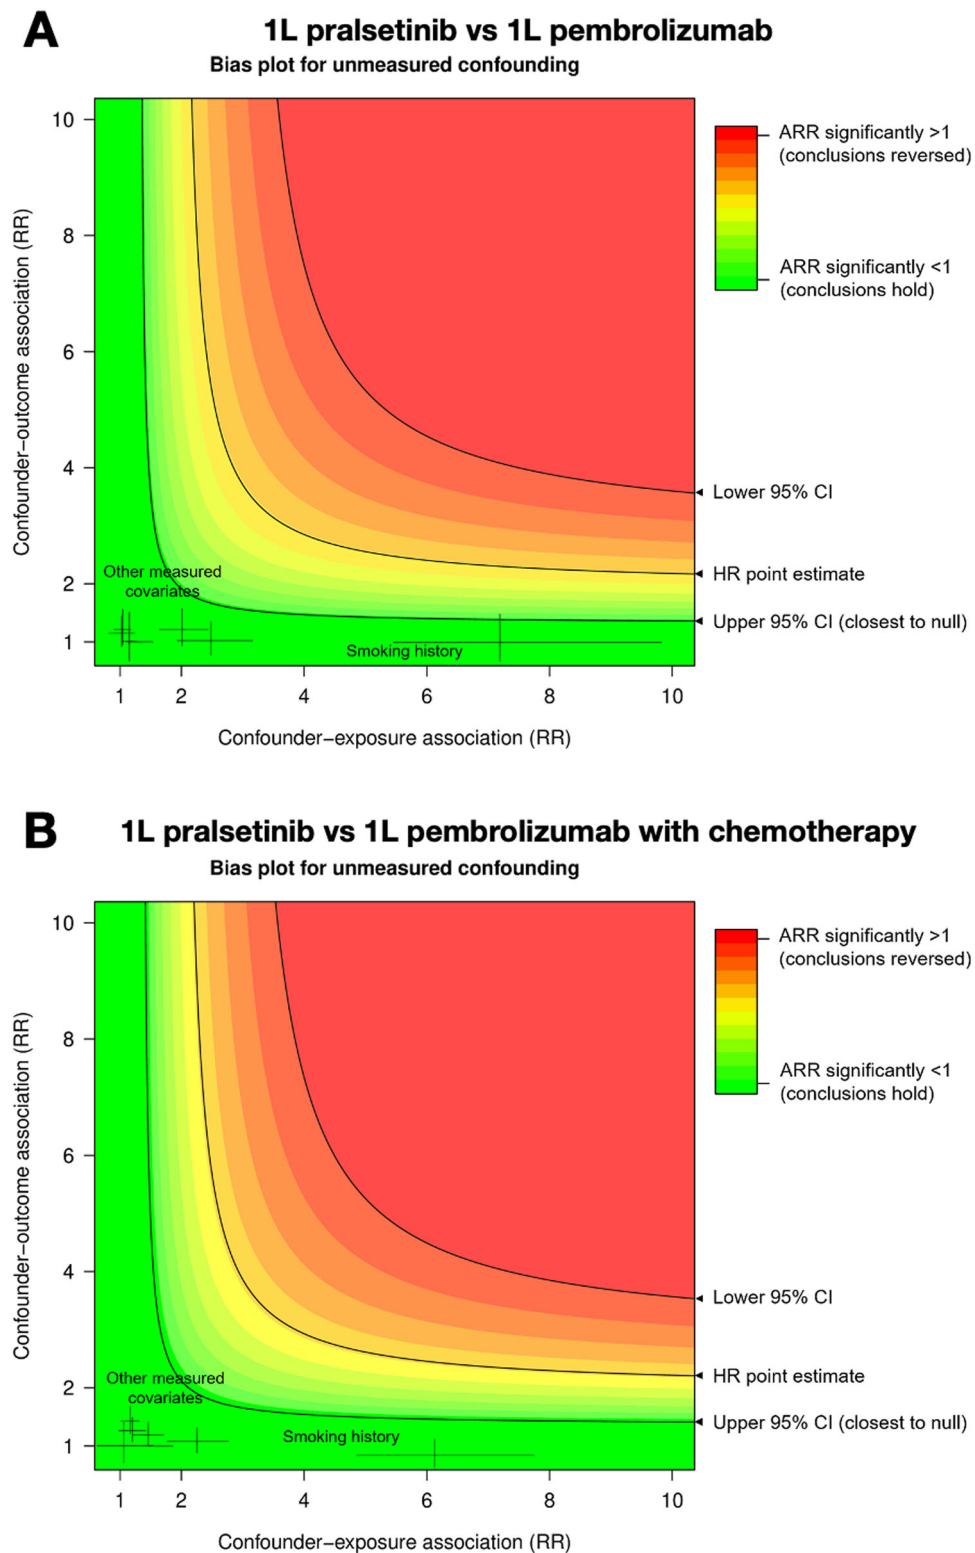 A
1L pralsetinib vs 1L pembrolizumab
Bias plot for unmeasured confounding
Confounder–outcome association (RR)
10
8
6
4
2
1
ARR significantly >1
(conclusions reversed)
ARR significantly <1
(conclusions hold)
Lower 95% CI
HR point estimate
Upper 95% CI (closest to null)
Other measured
covariates
Smoking history
1 2 4 6 8 10
Confounder–exposure association (RR)
B
1L pralsetinib vs 1L pembrolizumab with chemotherapy
Bias plot for unmeasured confounding
Confounder–outcome association (RR)
10
8
6
4
2
1
ARR significantly >1
(conclusions reversed)
ARR significantly <1
(conclusions hold)
Lower 95% CI
HR point estimate
Upper 95% CI (closest to null)
Other measured
covariates
Smoking history
1 2 4 6 8 10
Confounder–exposure association (RR)